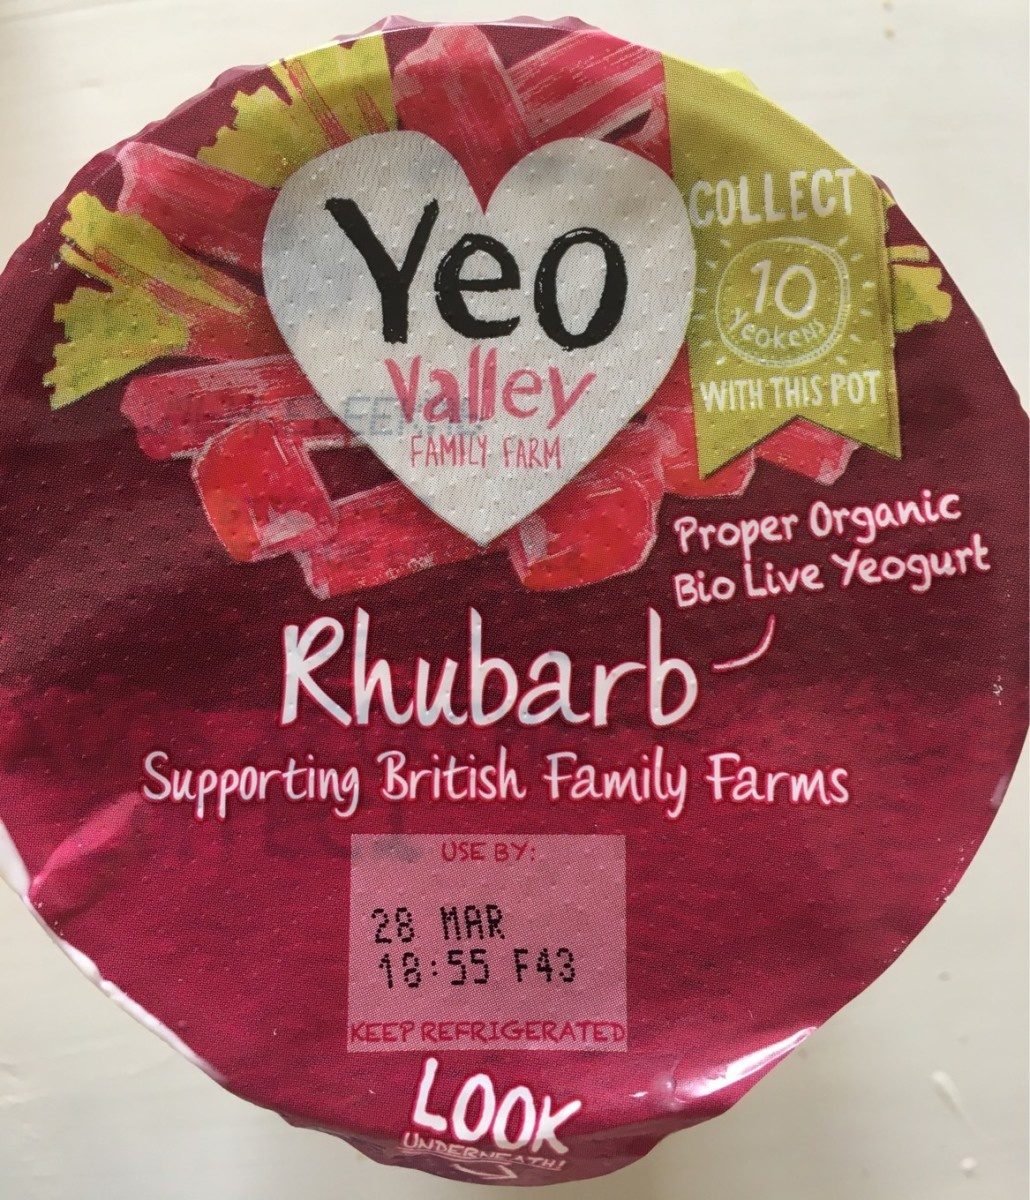 Yeo
Valley
FAMILY FARM
COLLECT
10
Yeokens
WITH THIS POT
Proper Organic
Bio Live Yeogurt
Rhubarb
Supporting British Family Farms
USE BY:
28 MAR
18:55 F43
KEEP REFRIGERATED
LOOK
UNDERNEATH!